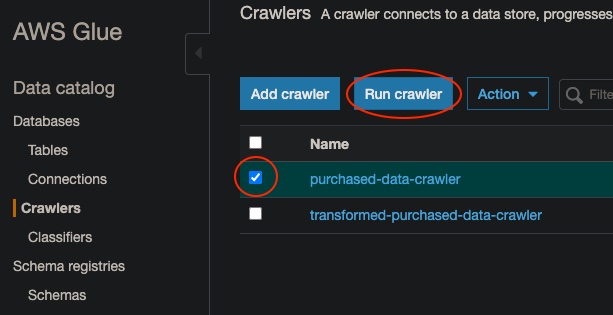 AWS Glue
Data catalog
Databases
Tables
Connections
Crawlers
Classifiers
Schema registries
Schemas
Crawlers A crawler connects to a data store, progresses
Add crawler
Run crawler
Action
Filte
Name
purchased-data-crawler
transformed-purchased-data-crawler